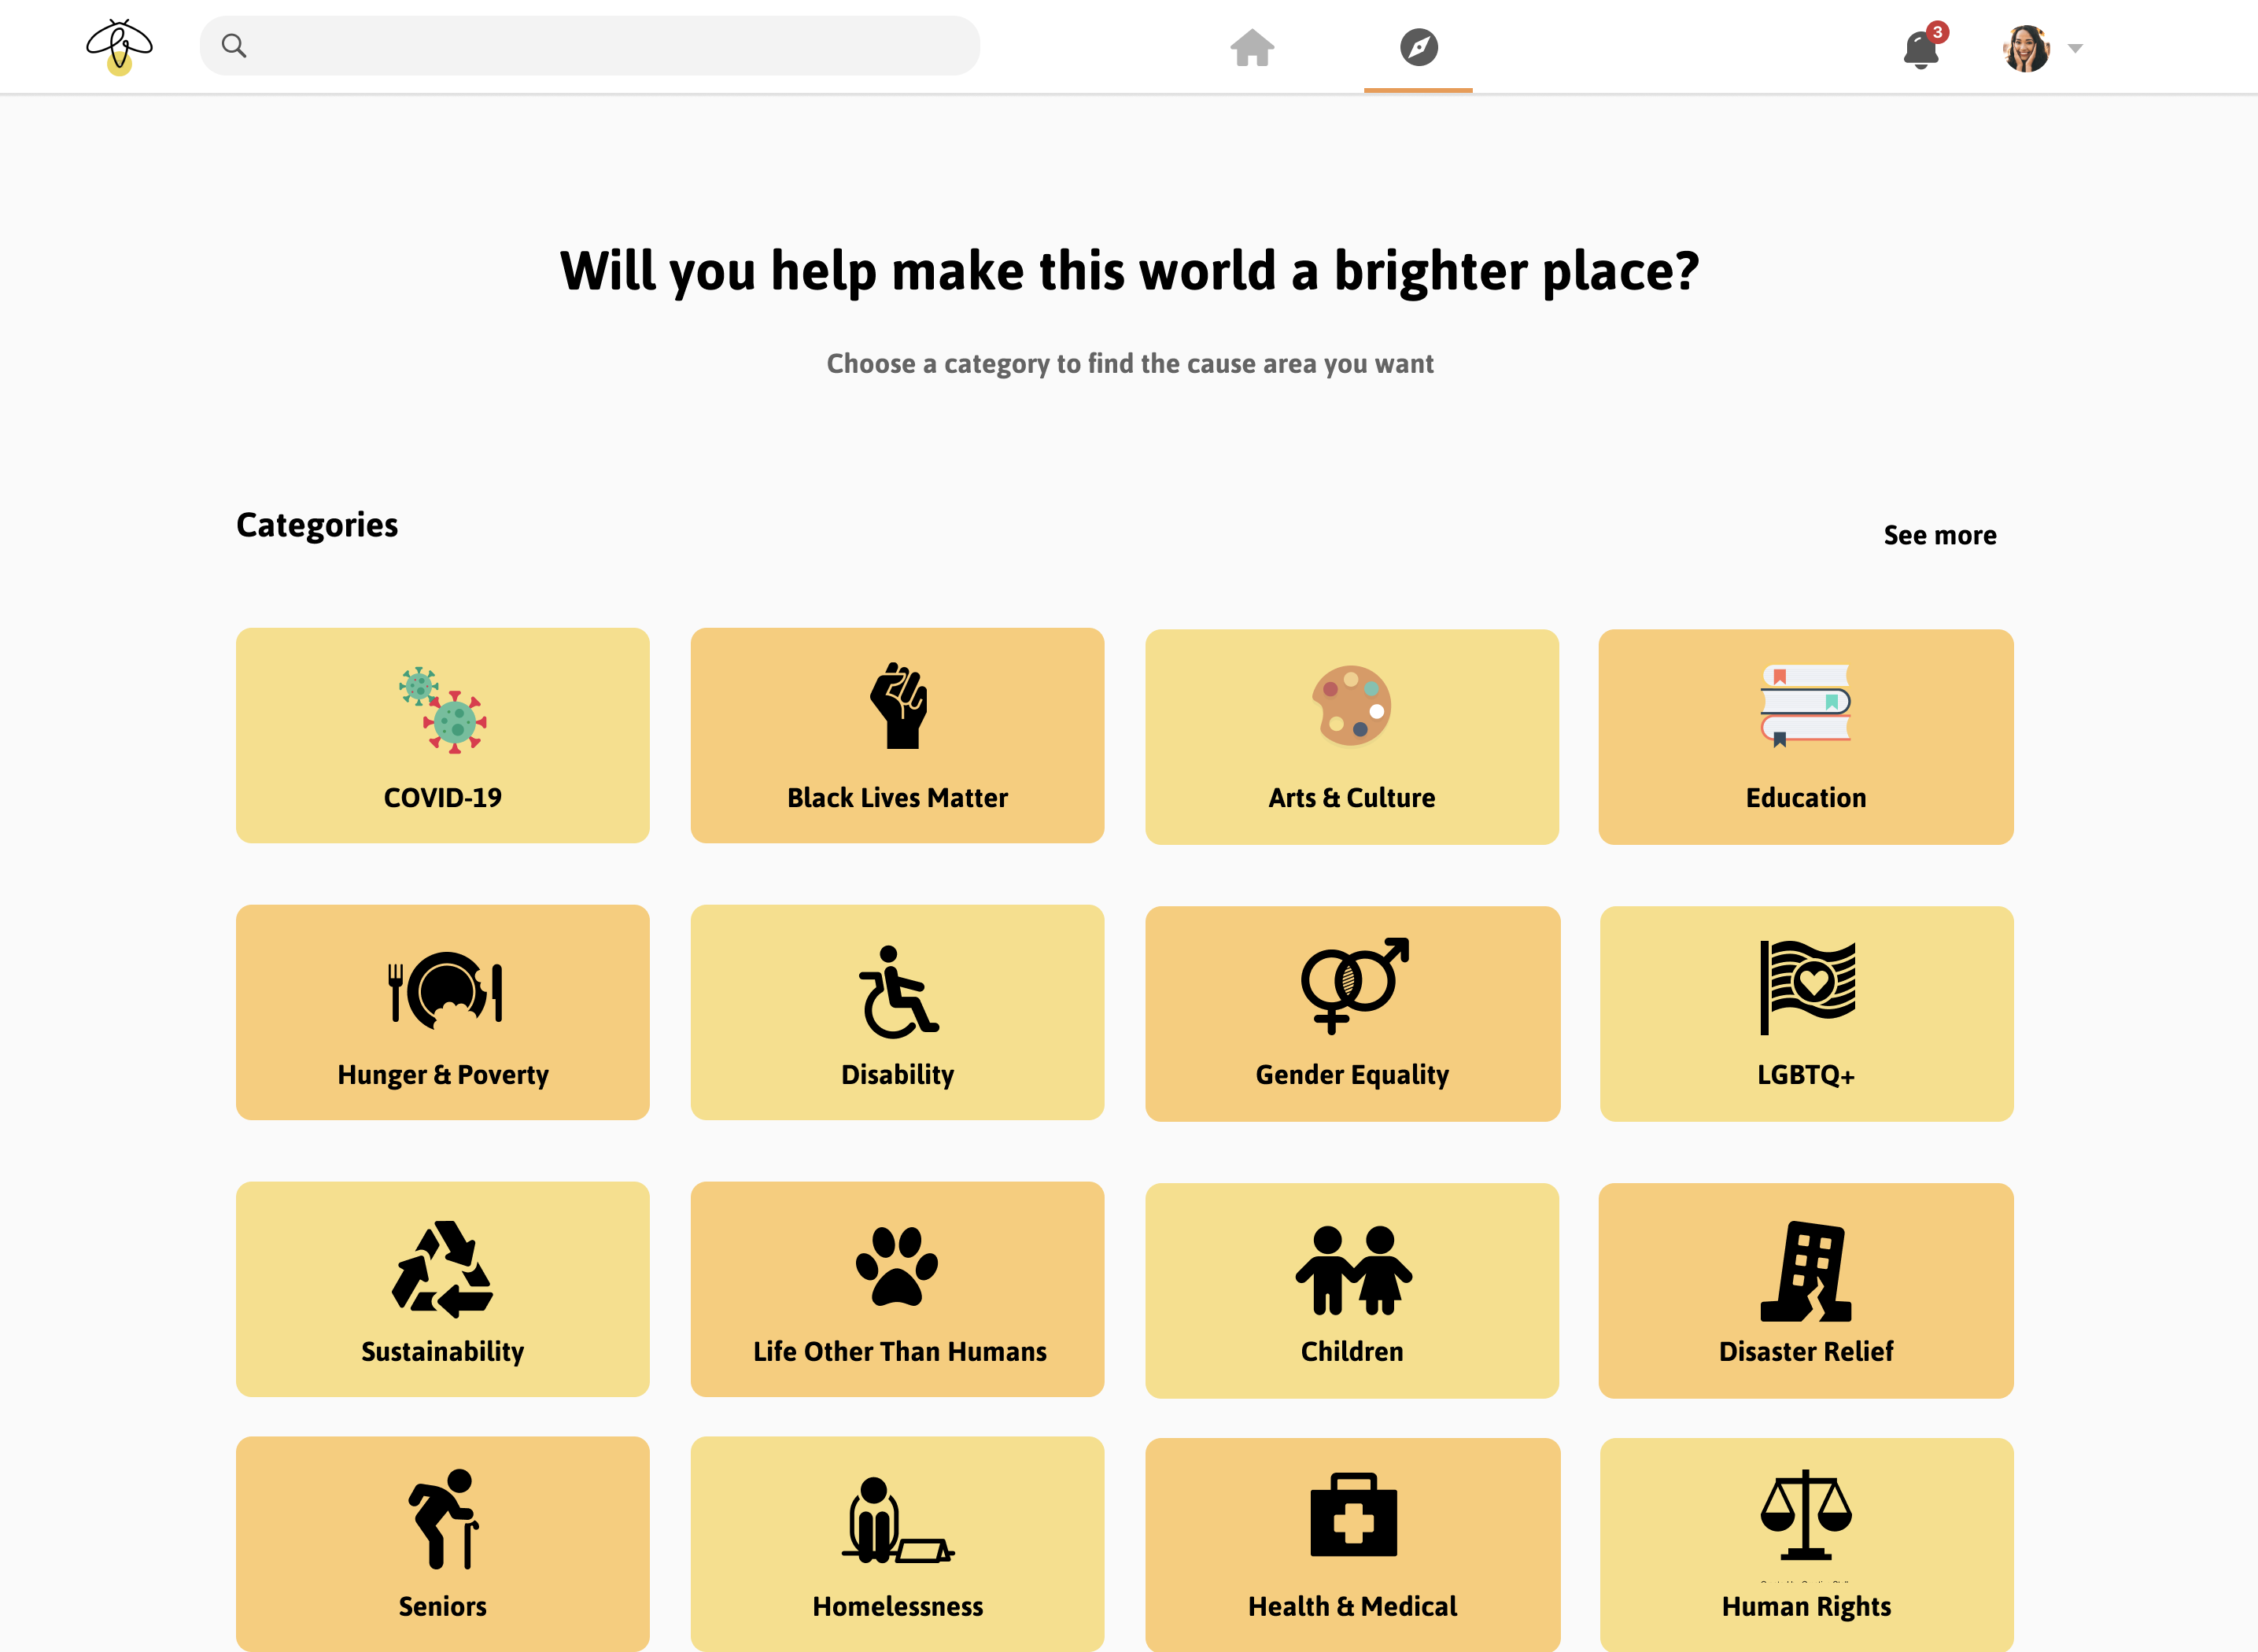 3
Will you help make this world a brighter place?
Choose a category to find the cause area you want
Categories
See more
COVID-19
Black Lives Matter
Arts & Culture
Education
Hunger & Poverty
Disability
Gender Equality
LGBTQ+
Sustainability
Life Other Than Humans
Children
Disaster Relief
Seniors
Homelessness
Health & Medical
Human Rights